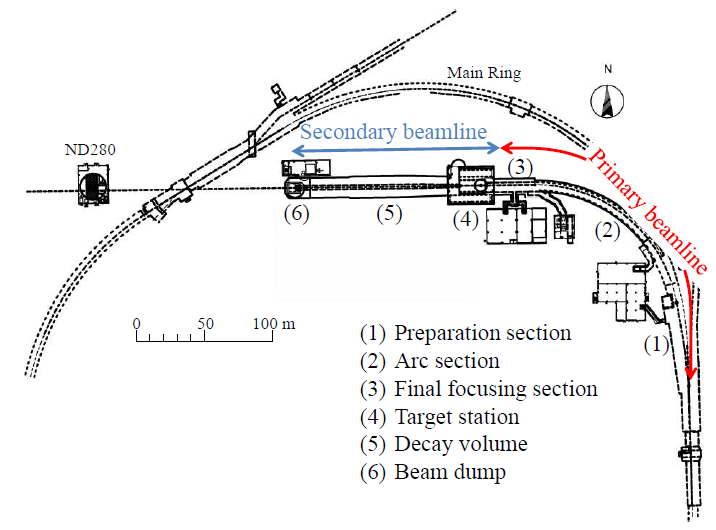 Main Ring
N
ND280
Secondary beamline
Primary beamline
(3)
(6)
(5)
(4)
(2)
(1)
0 50 100 m
(1) Preparation section
(2) Arc section
(3) Final focusing section
(4) Target station
(5) Decay volume
(6) Beam dump